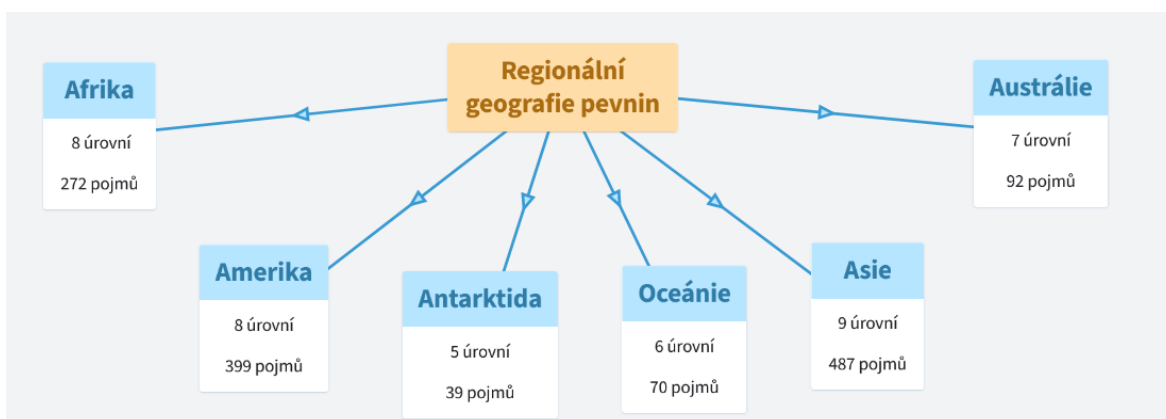 Regionální
geografie pevnin
Afrika
8 úrovní
272 pojmů
Amerika
8 úrovní
399 pojmů
Antarktida
5 úrovní
39 pojmů
Oceánie
6 úrovní
70 pojmů
Asie
9 úrovní
487 pojmů
Austrálie
7 úrovní
92 pojmů